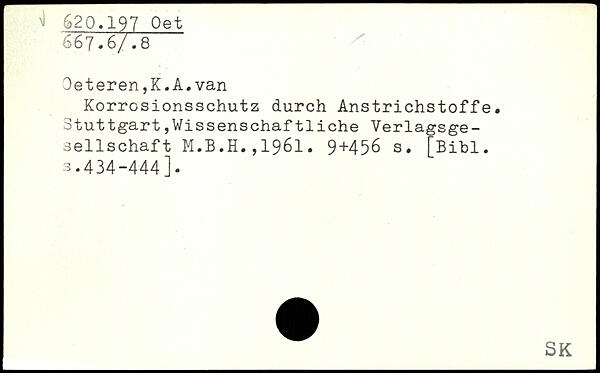 620.197 Oet
667.6/.8
Oeteren,K.A.van
Korrosionsschutz durch Anstrichstoffe.
Stuttgart,Wissenschaftliche Verlagsge-
sellschaft M.B.H.,1961. 9+456 s. [Bibl.
s.434-444].
SK